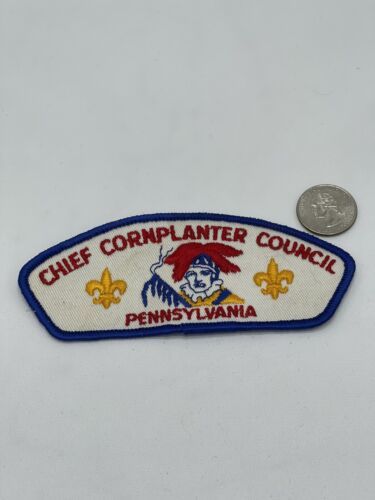 CHIEF CORNPLANTER COUNCIL
PENNSYLVANIA